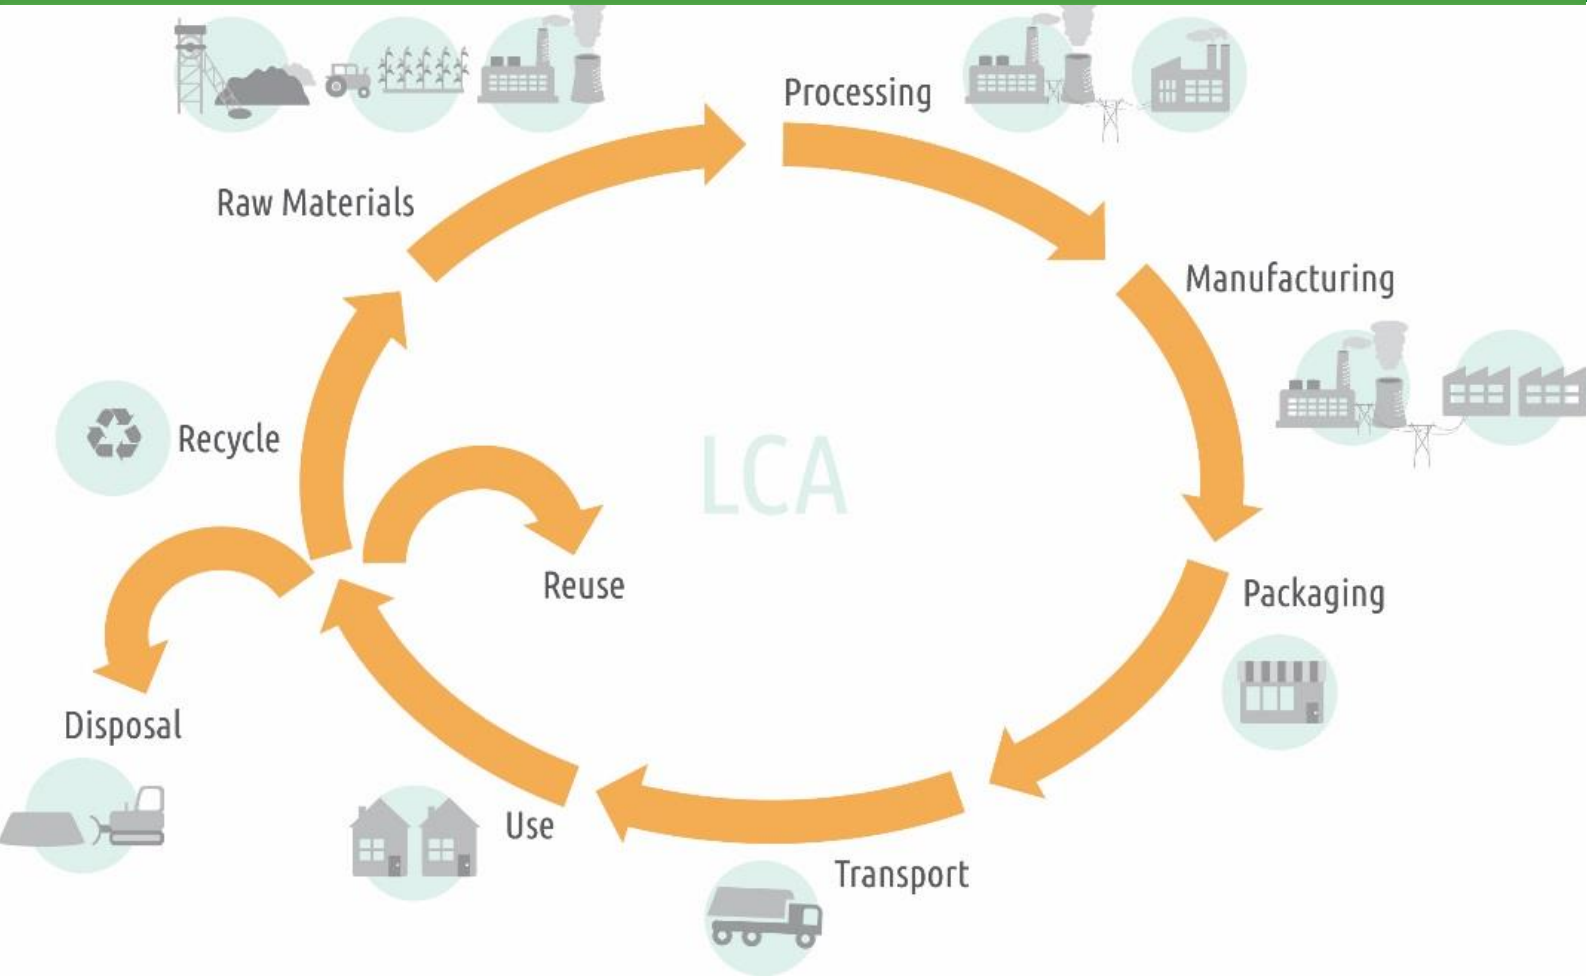 Processing
Raw Materials
Manufacturing
Recycle
LCA
Reuse
Packaging
Disposal
Use
Transport